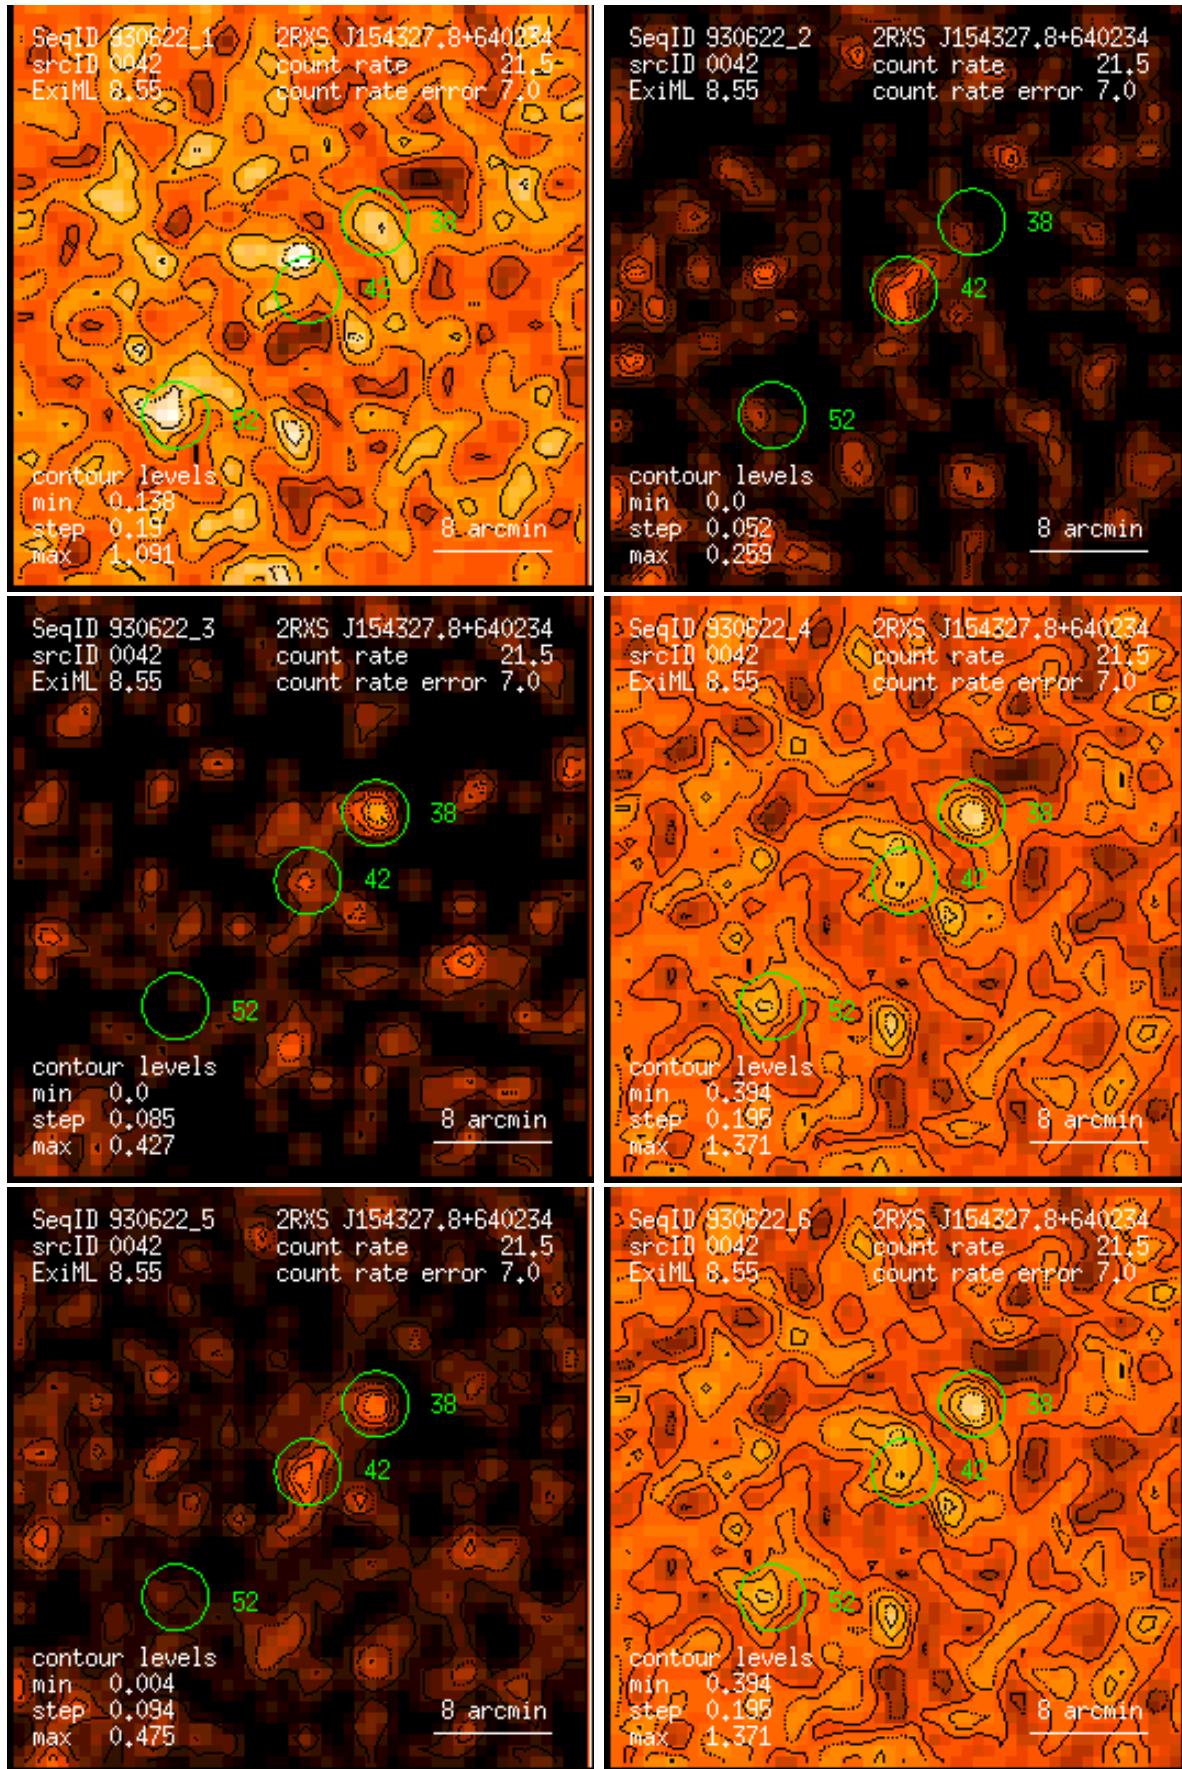 SeqID 930622_1 2RXS J154327.8+640234
srcID 0042 count rate 21.5
ExiML 8.55 count rate error 7.0
38
42
52
contour levels
min 0.138
step 0.19 8 arcmin
max 1.091
SeqID 930622_2 2RXS J154327.8+640234
srcID 0042 count rate 21.5
ExiML 8.55 count rate error 7.0
38
42
52
contour levels
min 0.0
step 0.052 8 arcmin
max 0.259
SeqID 930622_3 2RXS J154327.8+640234
srcID 0042 count rate 21.5
ExiML 8.55 count rate error 7.0
38
42
52
contour levels
min 0.0
step 0.085 8 arcmin
max 0.427
SeqID 930622_4 2RXS J154327.8+640234
srcID 0042 count rate 21.5
ExiML 8.55 count rate error 7.0
38
42
52
contour levels
min 0.394
step 0.195 8 arcmin
max 1.371
SeqID 930622_5 2RXS J154327.8+640234
srcID 0042 count rate 21.5
ExiML 8.55 count rate error 7.0
38
42
52
contour levels
min 0.004
step 0.094 8 arcmin
max 0.475
SeqID 930622_6 2RXS J154327.8+640234
srcID 0042 count rate 21.5
ExiML 8.55 count rate error 7.0
38
42
52
contour levels
min 0.394
step 0.195 8 arcmin
max 1.371